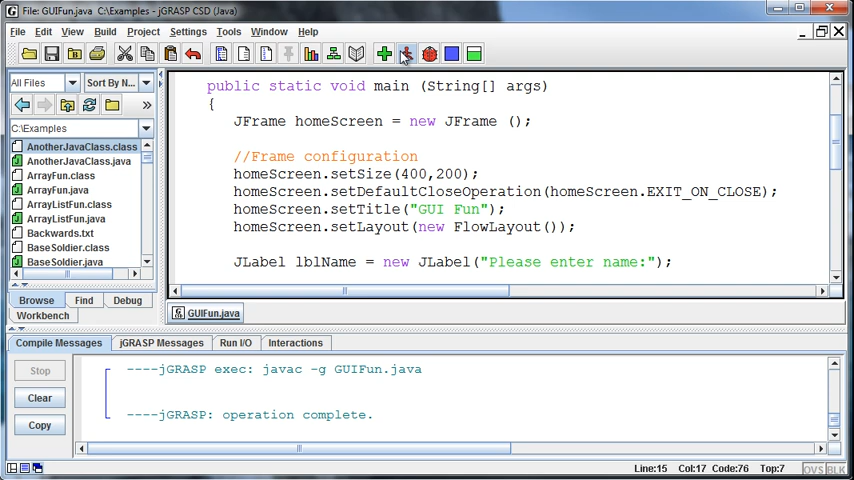 File: GUIFun.java  C:\Examples - jGRASP CSD (Java)
File Edit View Build Project Settings Tools Window Help
All Files
Sort By N...
C:\Examples
AnotherJavaClass.class
AnotherJavaClass.java
ArrayFun.class
ArrayFun.java
ArrayListFun.class
ArrayListFun.java
Backwards.txt
BaseSoldier.class
BaseSoldier.java
Browse Find Debug
Workbench
public static void main (String[] args)
{
JFrame homeScreen = new JFrame ();
//Frame configuration
homeScreen.setSize(400,200);
homeScreen.setDefaultCloseOperation(homeScreen.EXIT_ON_CLOSE);
homeScreen.setTitle("GUI Fun");
homeScreen.setLayout(new FlowLayout());
JLabel lblName = new JLabel("Please enter name:");
GUIFun.java
Compile Messages jGRASP Messages Run I/O Interactions
Stop
Clear
Copy
----jGRASP exec: javac -g GUIFun.java
----jGRASP: operation complete.
Line:15 Col:17 Code:76 Top:7 OVS BLK